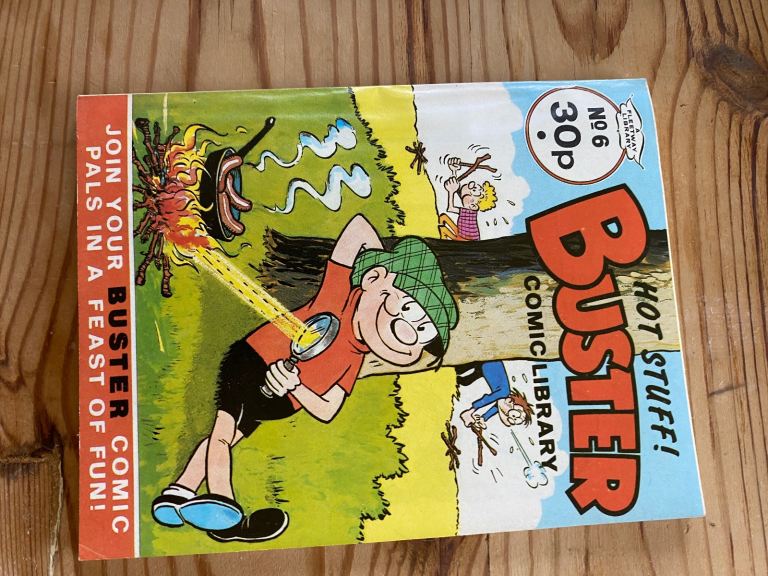 A
FLEETWAY
LIBRARY
Nº 6
30p
HOT STUFF!
BUSTER
COMIC LIBRARY
JOIN YOUR BUSTER COMIC
PALS IN A FEAST OF FUN!